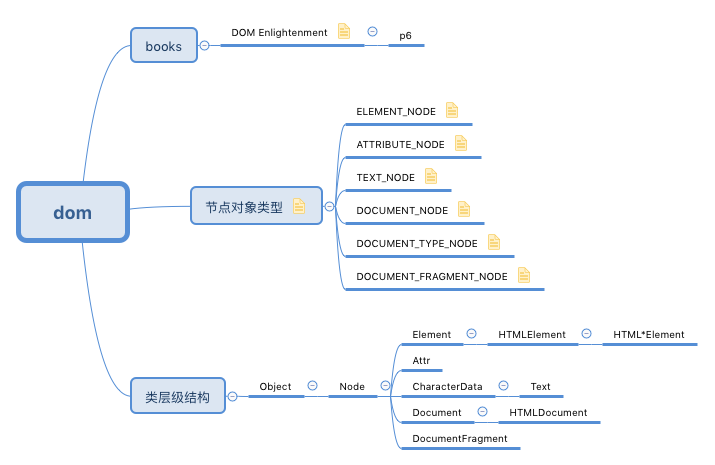 dom
books
DOM Enlightenment
p6
节点对象类型
ELEMENT_NODE
ATTRIBUTE_NODE
TEXT_NODE
DOCUMENT_NODE
DOCUMENT_TYPE_NODE
DOCUMENT_FRAGMENT_NODE
类层级结构
Object
Node
Element
HTMLElement
HTML*Element
Attr
CharacterData
Text
Document
HTMLDocument
DocumentFragment